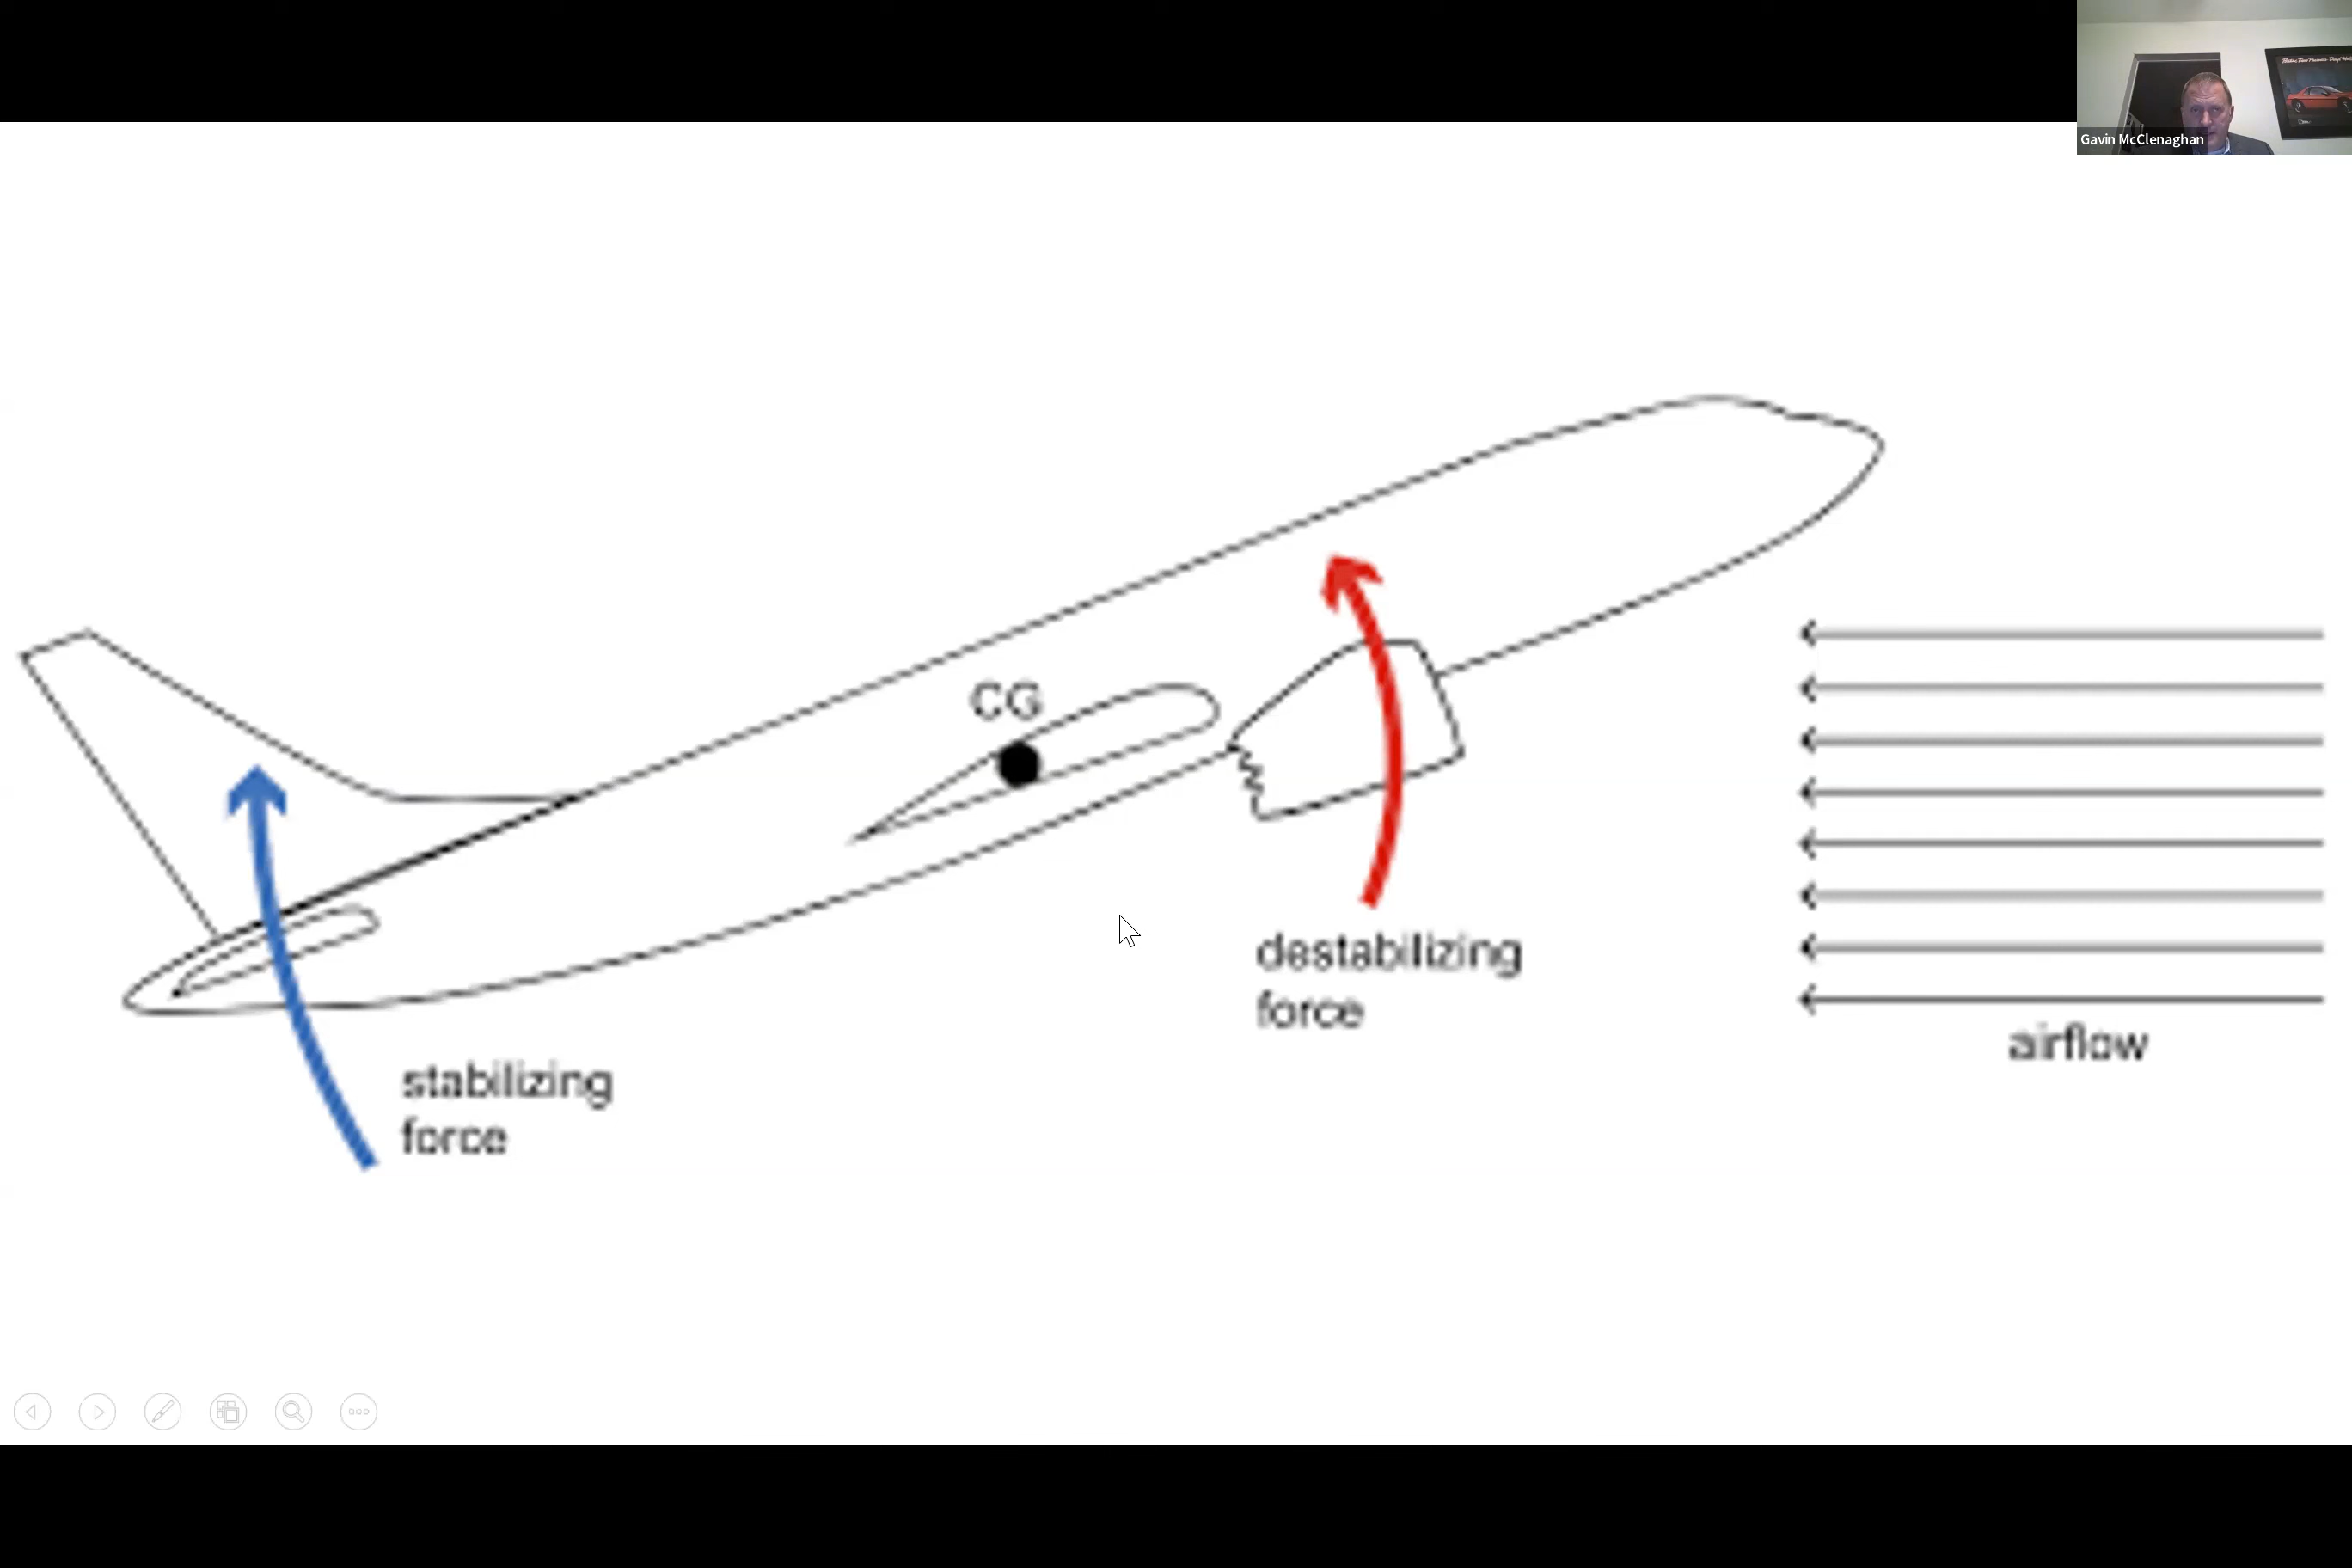 Gavin McClenaghan
CG
destabilizing
force
airflow
stabilizing
force